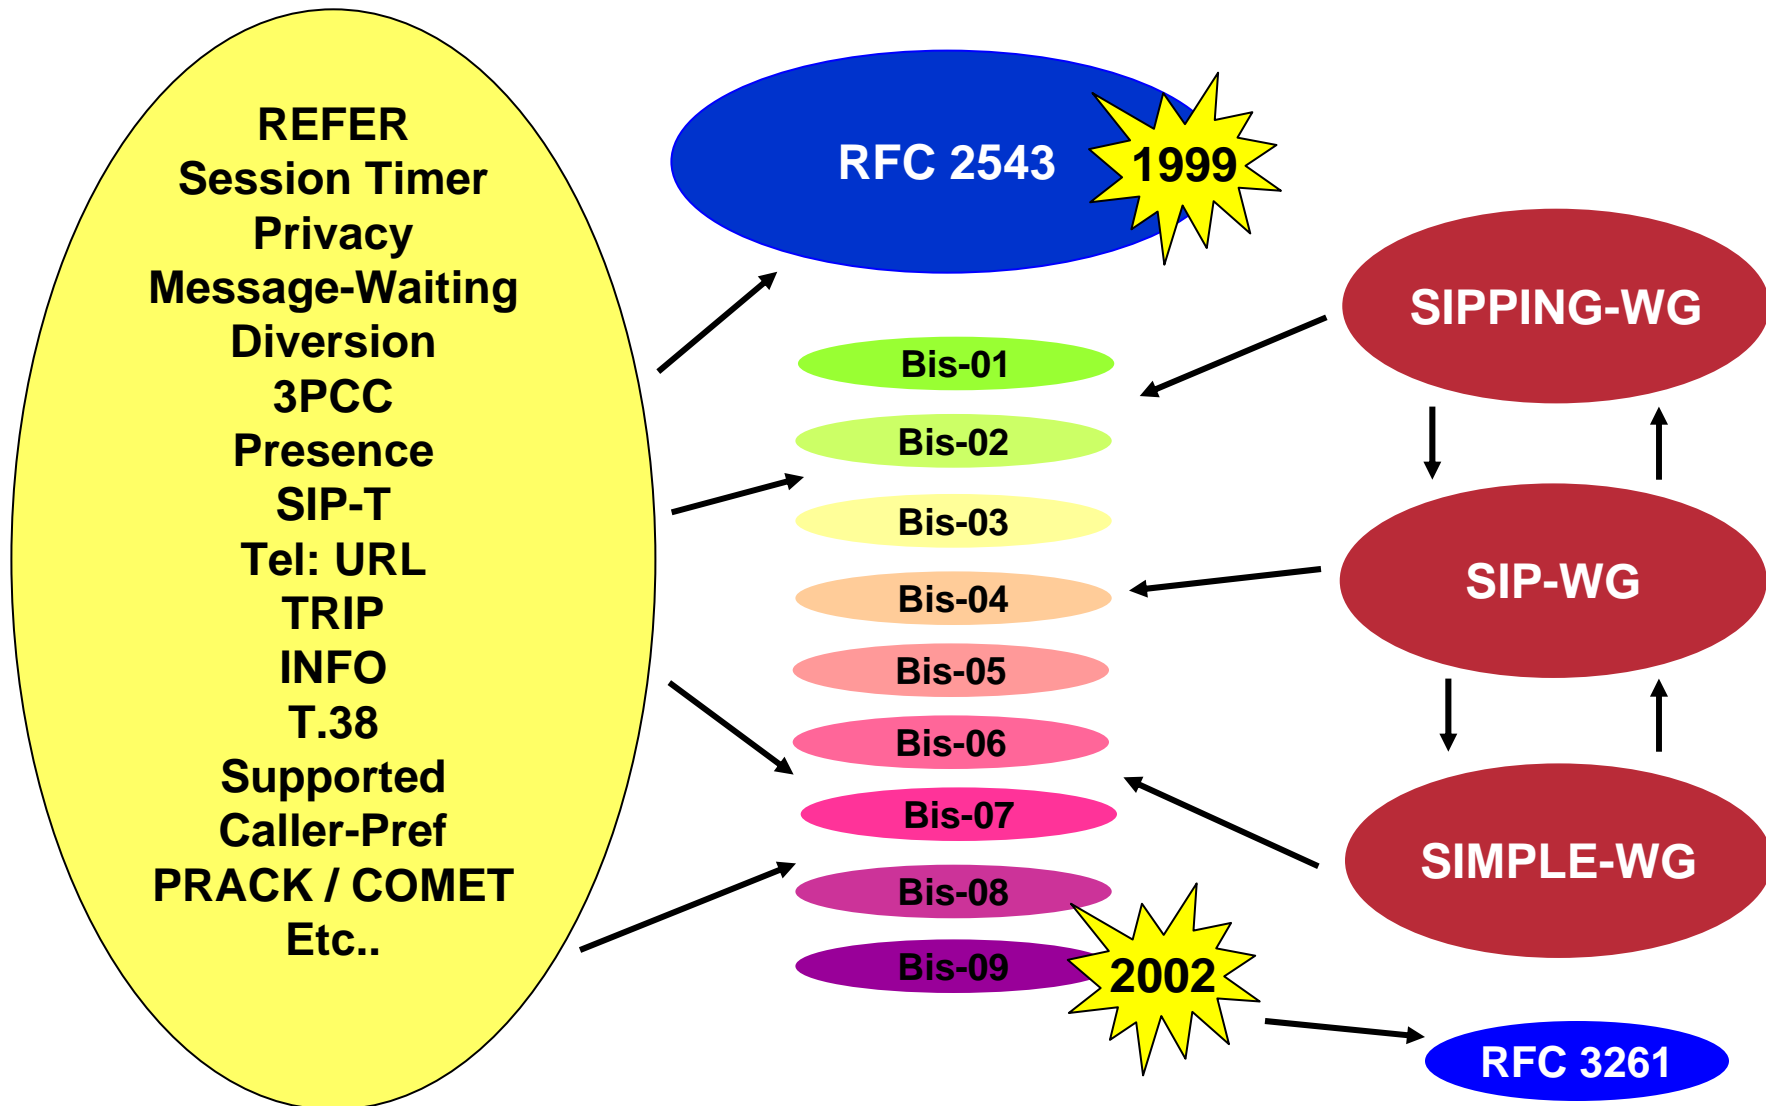 REFER
Session Timer
Privacy
Message-Waiting
Diversion
3PCC
Presence
SIP-T
Tel: URL
TRIP
INFO
T.38
Supported
Caller-Pref
PRACK / COMET
Etc..
RFC 2543
1999
Bis-01
Bis-02
Bis-03
Bis-04
Bis-05
Bis-06
Bis-07
Bis-08
Bis-09
2002
SIPPING-WG
SIP-WG
SIMPLE-WG
RFC 3261